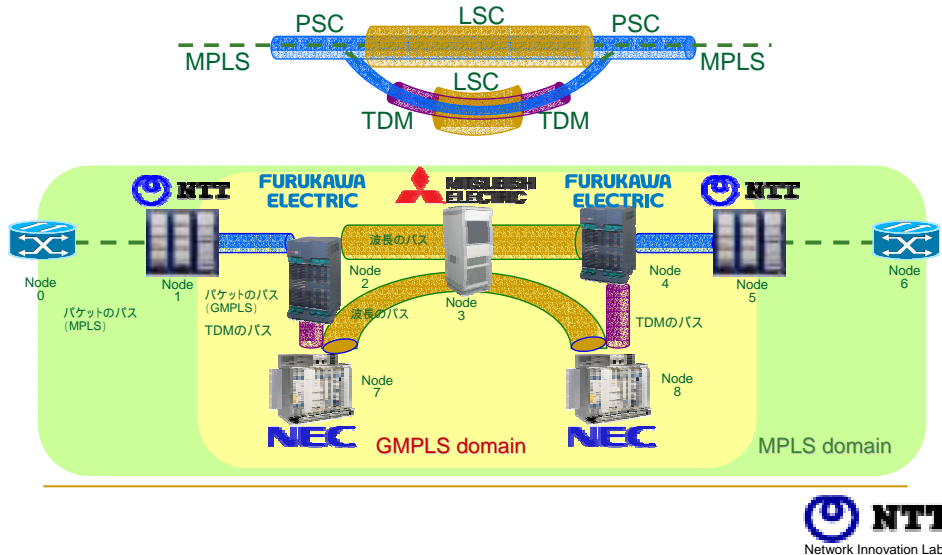 PSC
LSC
PSC
MPLS
MPLS
LSC
TDM
TDM
NTT
FURUKAWA
ELECTRIC
MITSUBISHI
ELECTRIC
FURUKAWA
ELECTRIC
NTT
波長のパス
Node
0
Node
1
Node
2
Node
3
Node
4
Node
5
Node
6
パケットのパス
(MPLS)
パケットのパス
(GMPLS)
波長のパス
TDMのパス
TDMのパス
Node
7
Node
8
NEC
NEC
GMPLS domain
MPLS domain
NTT
Network Innovation Lab